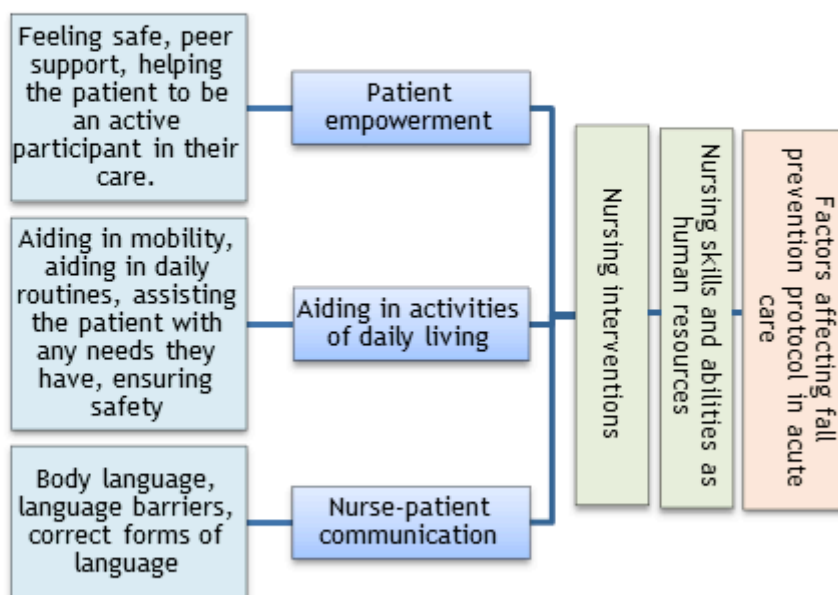 Feeling safe, peer
support, helping
the patient to be
an active
participant in their
care.
Patient
empowerment
Aiding in mobility,
aiding in daily
routines, assisting
the patient with
any needs they
have, ensuring
safety
Aiding in activities
of daily living
Body language,
language barriers,
correct forms of
language
Nurse-patient
communication
Nursing interventions
Nursing skills and abilities as
human resources
Factors affecting fall
prevention protocol in acute
care